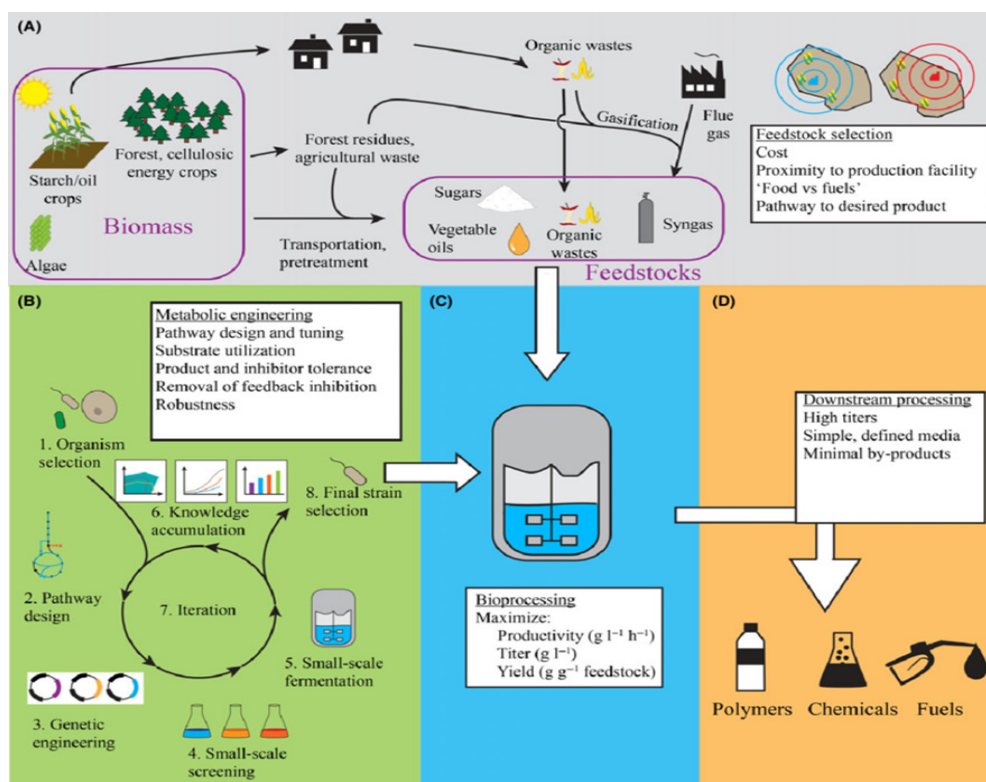 (A)
Organic wastes
Flue
gas
Gasification
Forest, cellulosic
energy crops
Starch/oil
crops
Biomass
Algae
Forest residues,
agricultural waste
Transportation,
pretreatment
Sugars
Vegetable
oils
Organic
wastes
Syngas
Feedstocks
Feedstock selection
Cost
Proximity to production facility
'Food vs fuels'
Pathway to desired product
(B)
Metabolic engineering
Pathway design and tuning
Substrate utilization
Product and inhibitor tolerance
Removal of feedback inhibition
Robustness
1. Organism
selection
2. Pathway
design
3. Genetic
engineering
4. Small-scale
screening
5. Small-scale
fermentation
6. Knowledge
accumulation
7. Iteration
8. Final strain
selection
(C)
Bioprocessing
Maximize:
Productivity (g l⁻¹ h⁻¹)
Titer (g l⁻¹)
Yield (g g⁻¹ feedstock)
(D)
Downstream processing
High titers
Simple, defined media
Minimal by-products
Polymers
Chemicals
Fuels